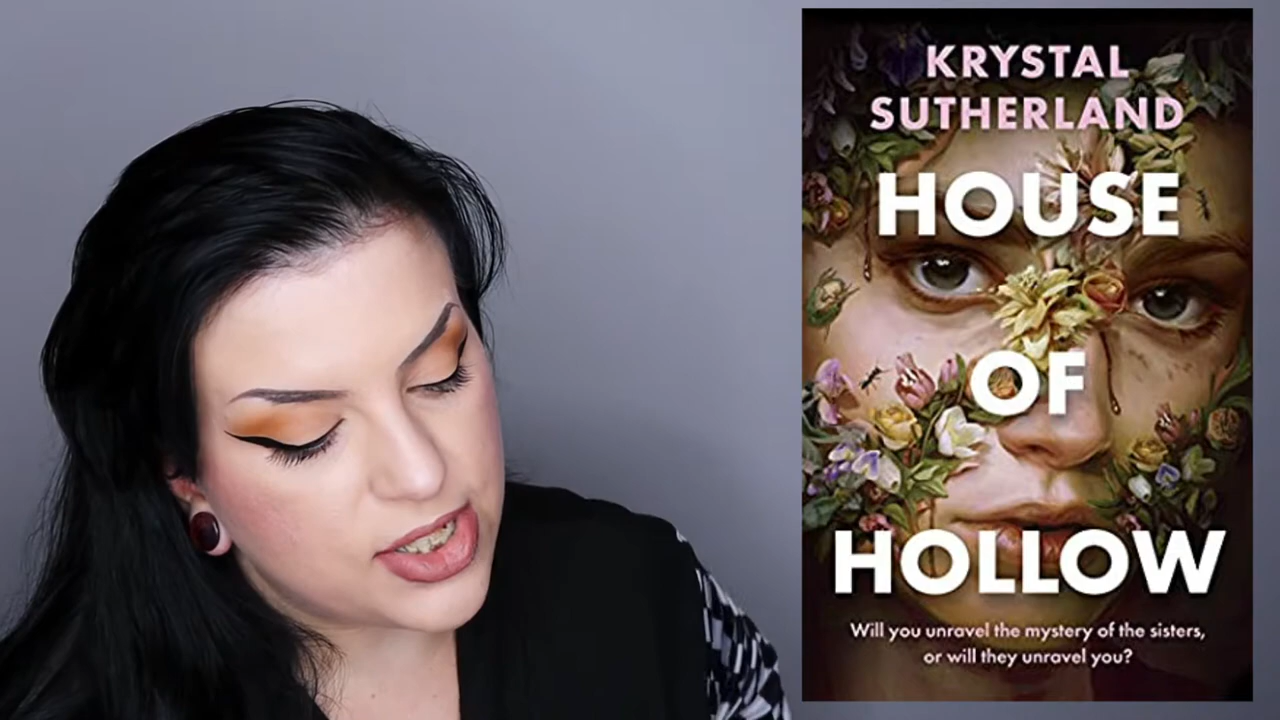 KRYSTAL
SUTHERLAND
HOUSE
OF
HOLLOW
Will you unravel the mystery of the sisters,
or will they unravel you?